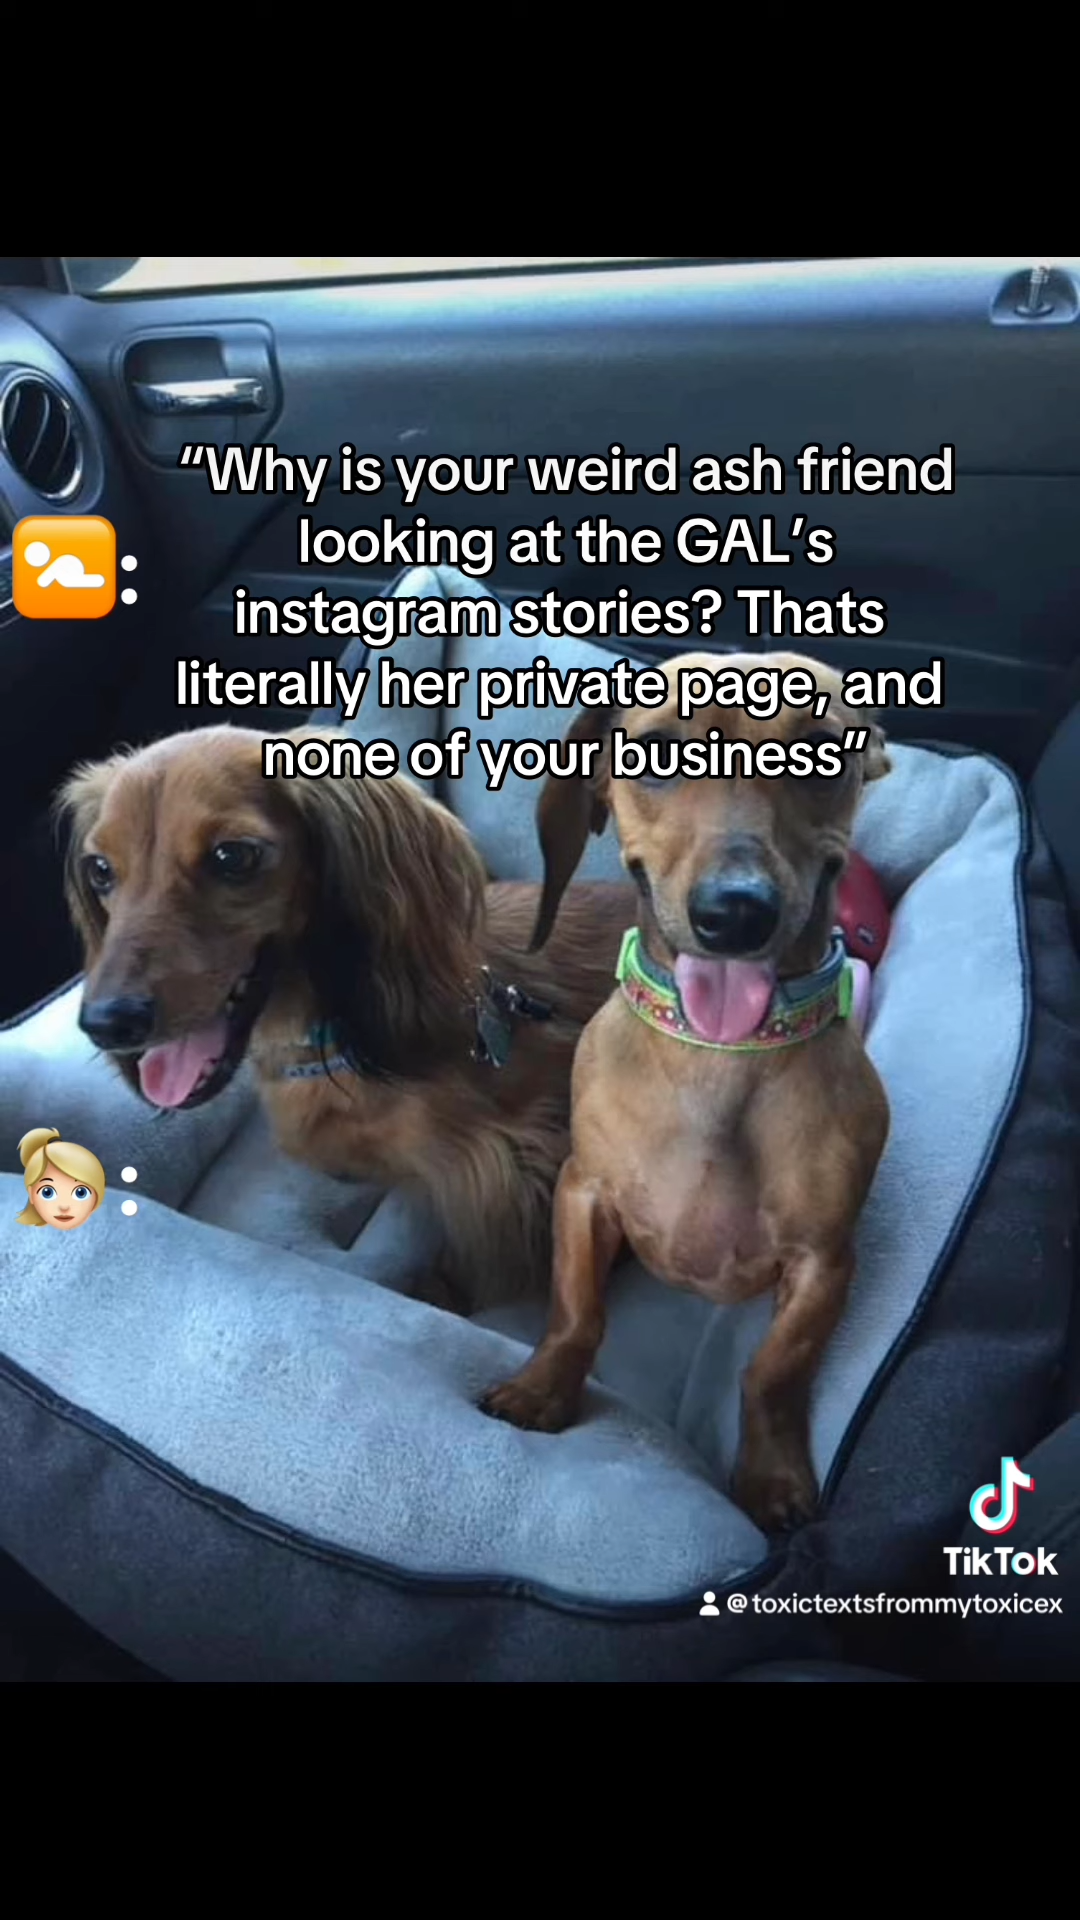 “Why is your weird ash friend
looking at the GAL’s
instagram stories? Thats
literally her private page, and
none of your business”
:
:
TikTok
@toxictextsfrommytoxicex